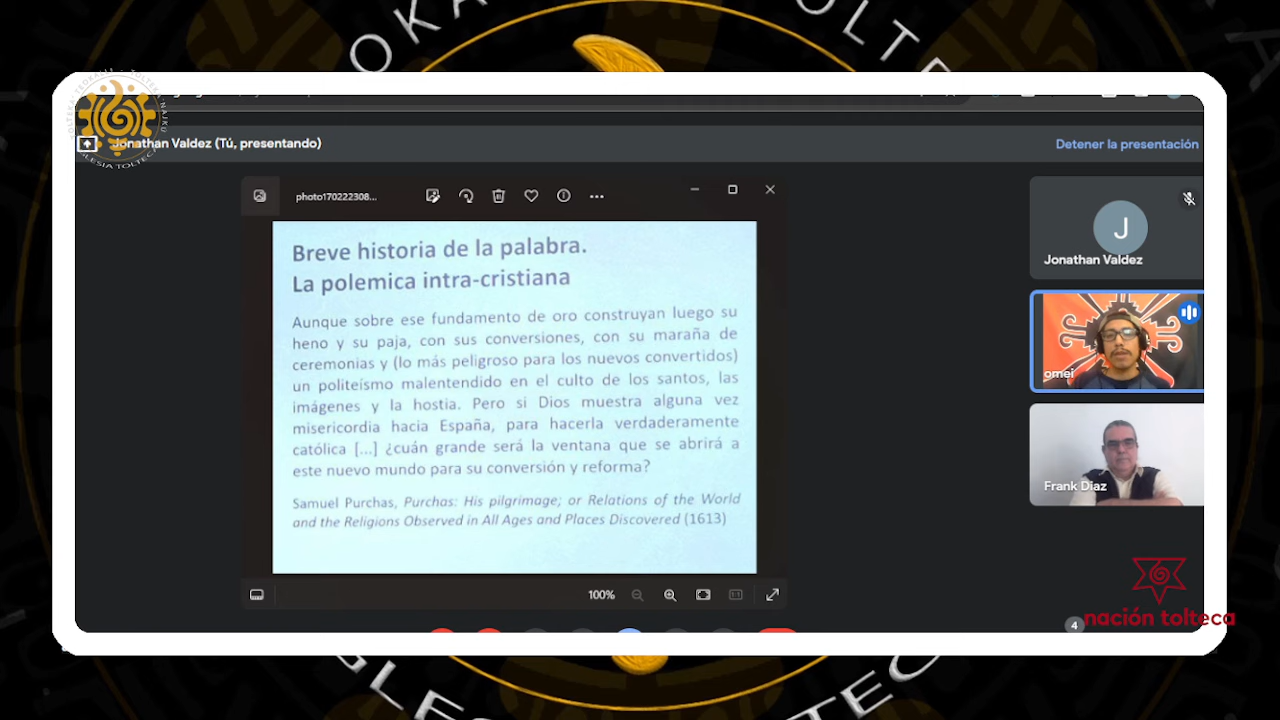 Jonathan Valdez (Tú, presentando)
Detener la presentación
photo170222308...
Breve historia de la palabra.
La polemica intra-cristiana
Aunque sobre ese fundamento de oro construyan luego su
heno y su paja, con sus conversiones, con su maraña de
ceremonias y (lo más peligroso para los nuevos convertidos)
un politeísmo malentendido en el culto de los santos, las
imágenes y la hostia. Pero si Dios muestra alguna vez
misericordia hacia España, para hacerla verdaderamente
católica [...] ¿cuán grande será la ventana que se abrirá a
este nuevo mundo para su conversión y reforma?
Samuel Purchas, Purchas: His pilgrimage; or Relations of the World
and the Religions Observed in All Ages and Places Discovered (1613)
100%
J
Jonathan Valdez
omei
Frank Diaz
4
nación tolteca